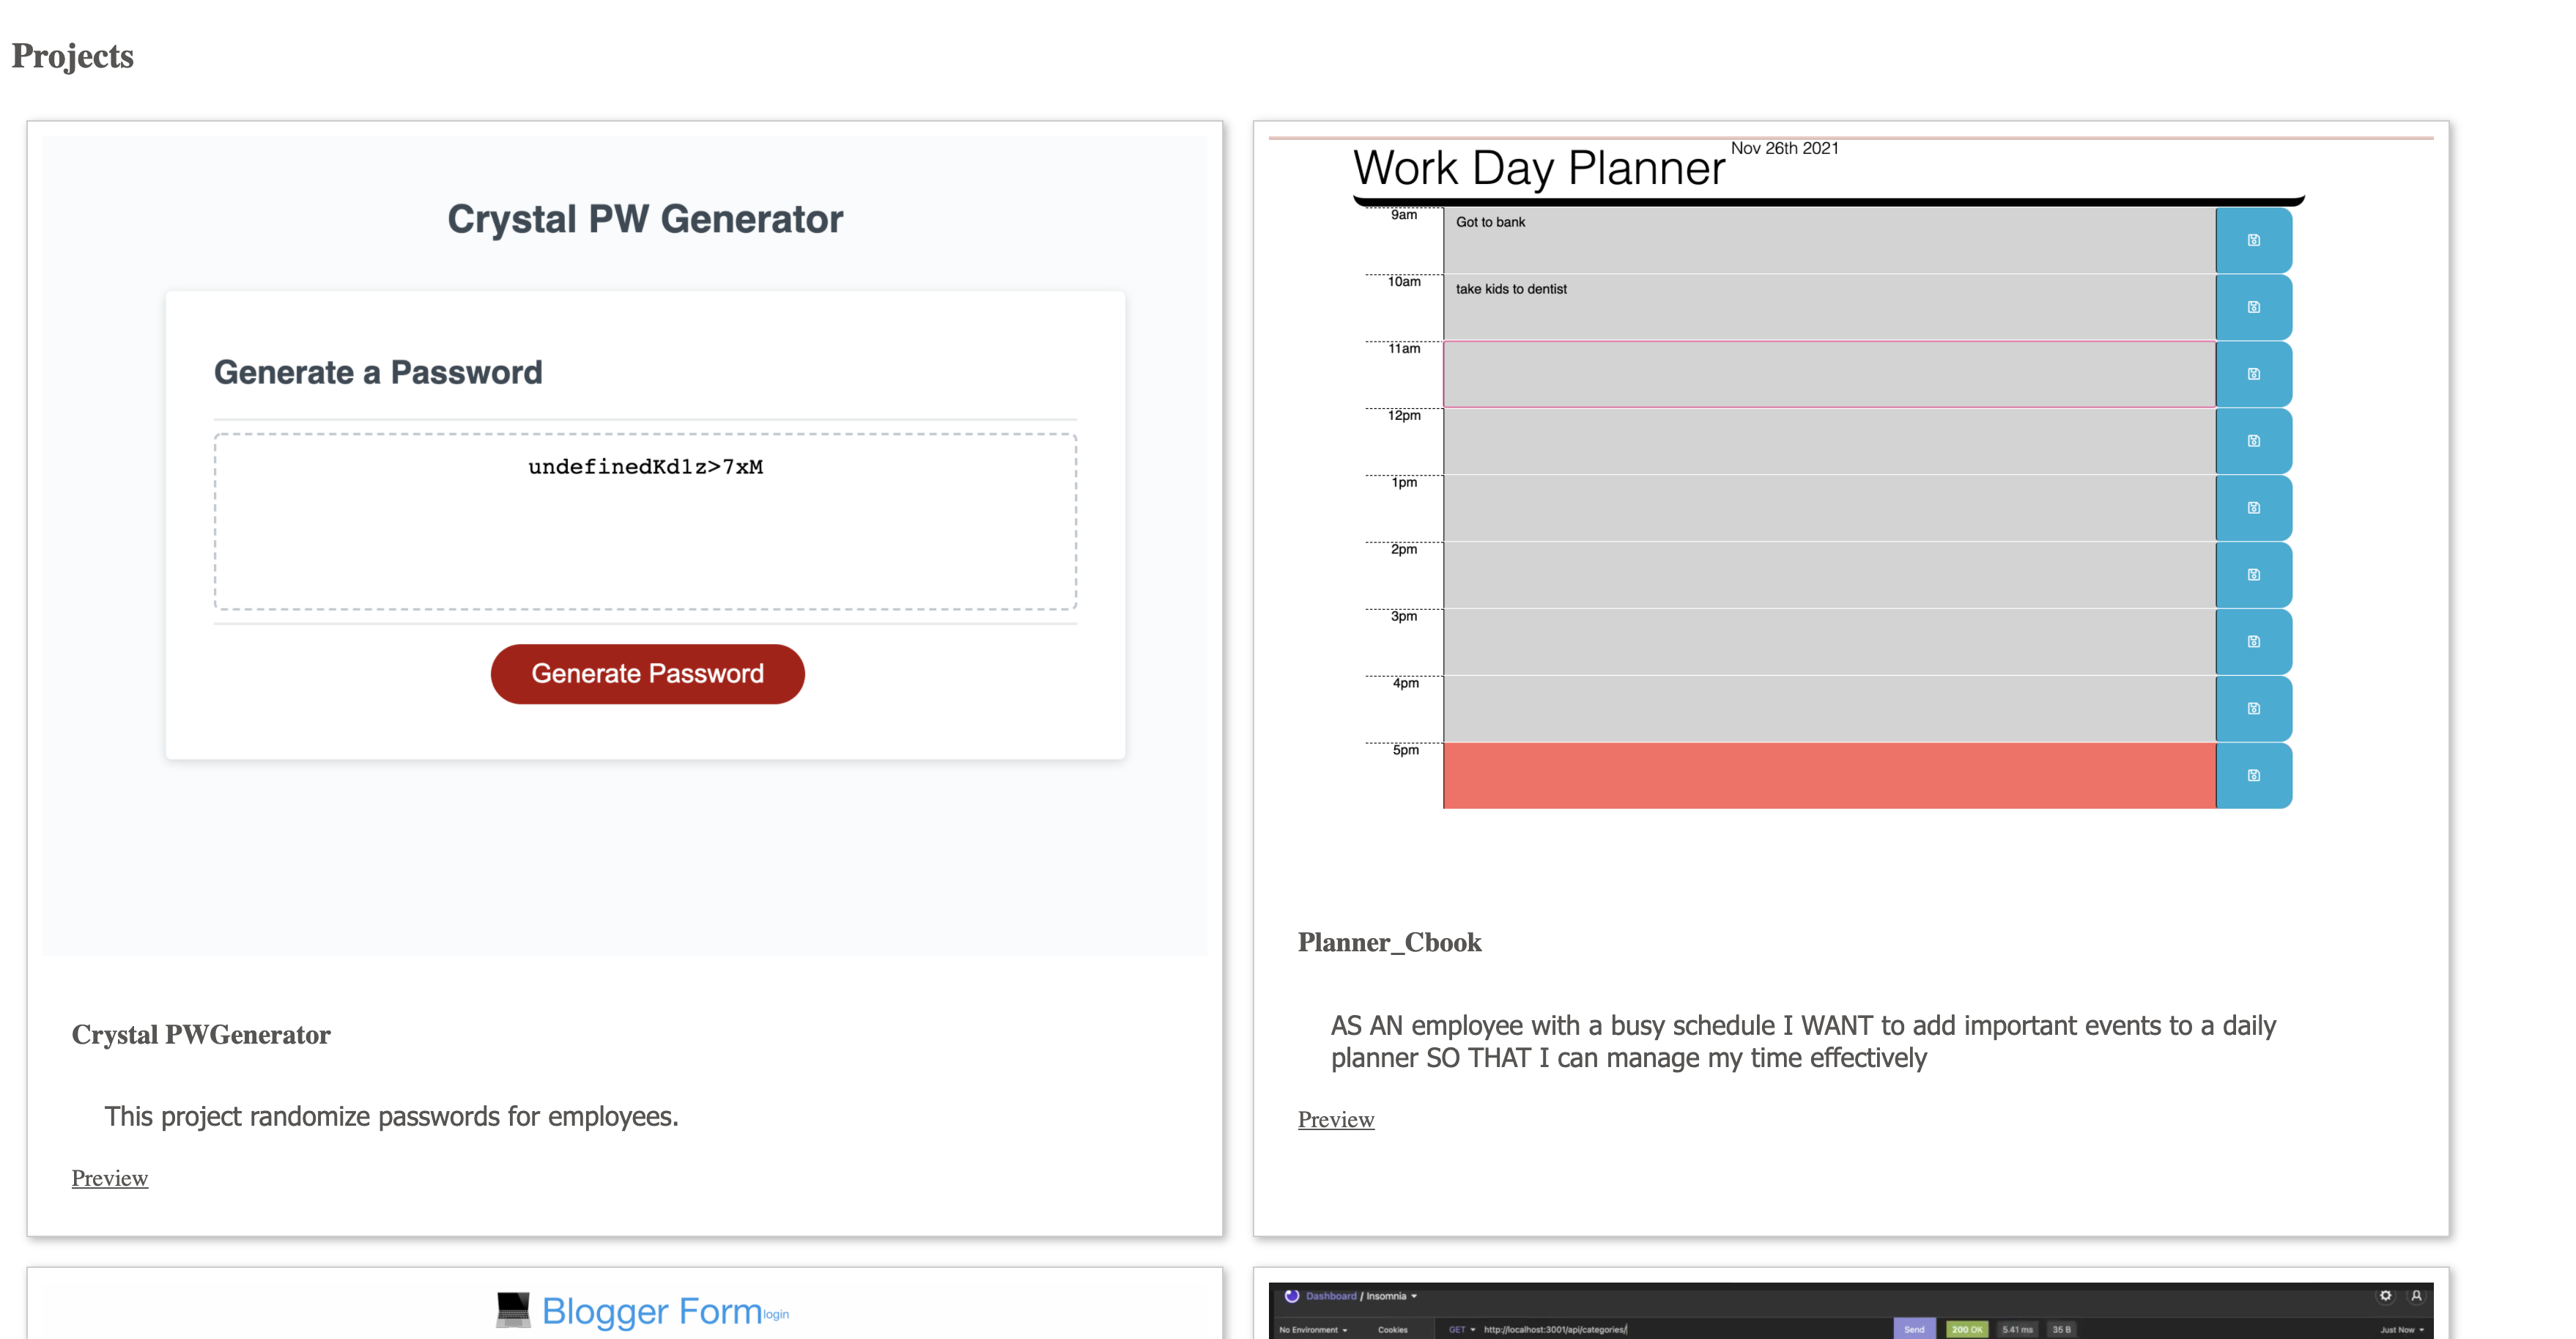 Projects
Crystal PW Generator
Generate a Password
undefinedKd1z>7xM
Generate Password
Crystal PWGenerator
This project randomize passwords for employees.
Preview
Work Day Planner Nov 26th 2021
9am Got to bank
10am take kids to dentist
11am
12pm
1pm
2pm
3pm
4pm
5pm
Planner_Cbook
AS AN employee with a busy schedule I WANT to add important events to a daily
planner SO THAT I can manage my time effectively
Preview
Blogger Form login
Dashboard / Insomnia
No Environment Cookies GET http://localhost:3001/api/categories/ Send 200 OK 5.41 ms 35 B Just Now